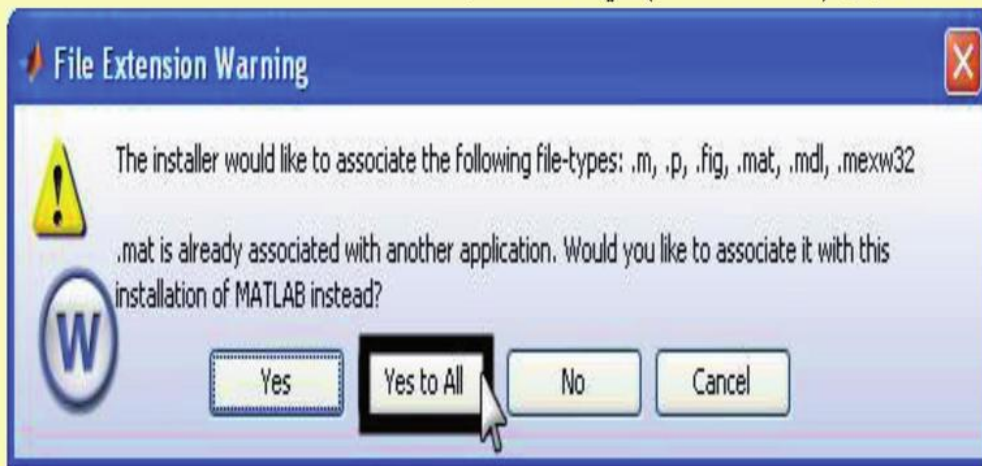 File Extension Warning
The installer would like to associate the following file-types: .m, .p, .fig, .mat, .mdl, .mexw32
.mat is already associated with another application. Would you like to associate it with this
installation of MATLAB instead?
W
Yes
Yes to All
No
Cancel